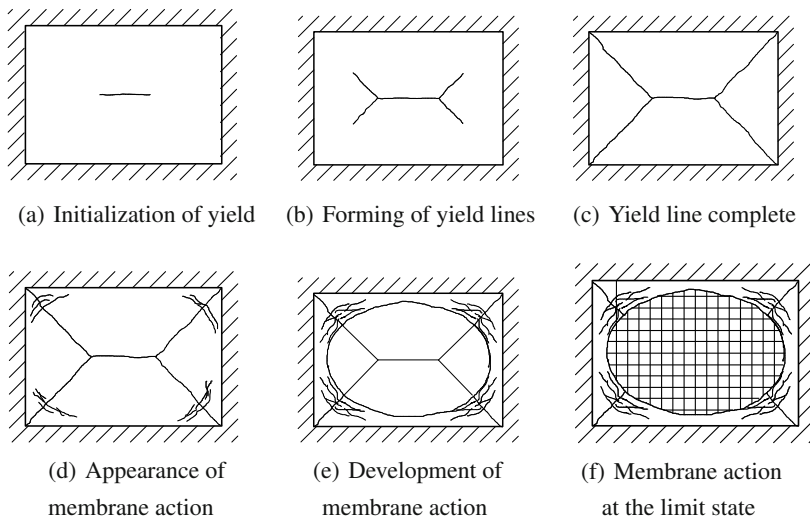 (a) Initialization of yield
(b) Forming of yield lines
(c) Yield line complete
(d) Appearance of
membrane action
(e) Development of
membrane action
(f) Membrane action
at the limit state